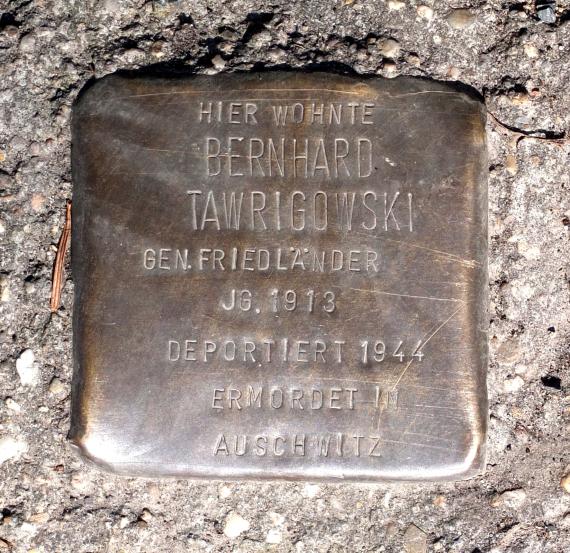 HIER WOHNTE
BERNHARD
TAWRIGOWSKI
GEN. FRIEDLÄNDER
JG. 1913
DEPORTIERT 1944
ERMORDET IN
AUSCHWITZ